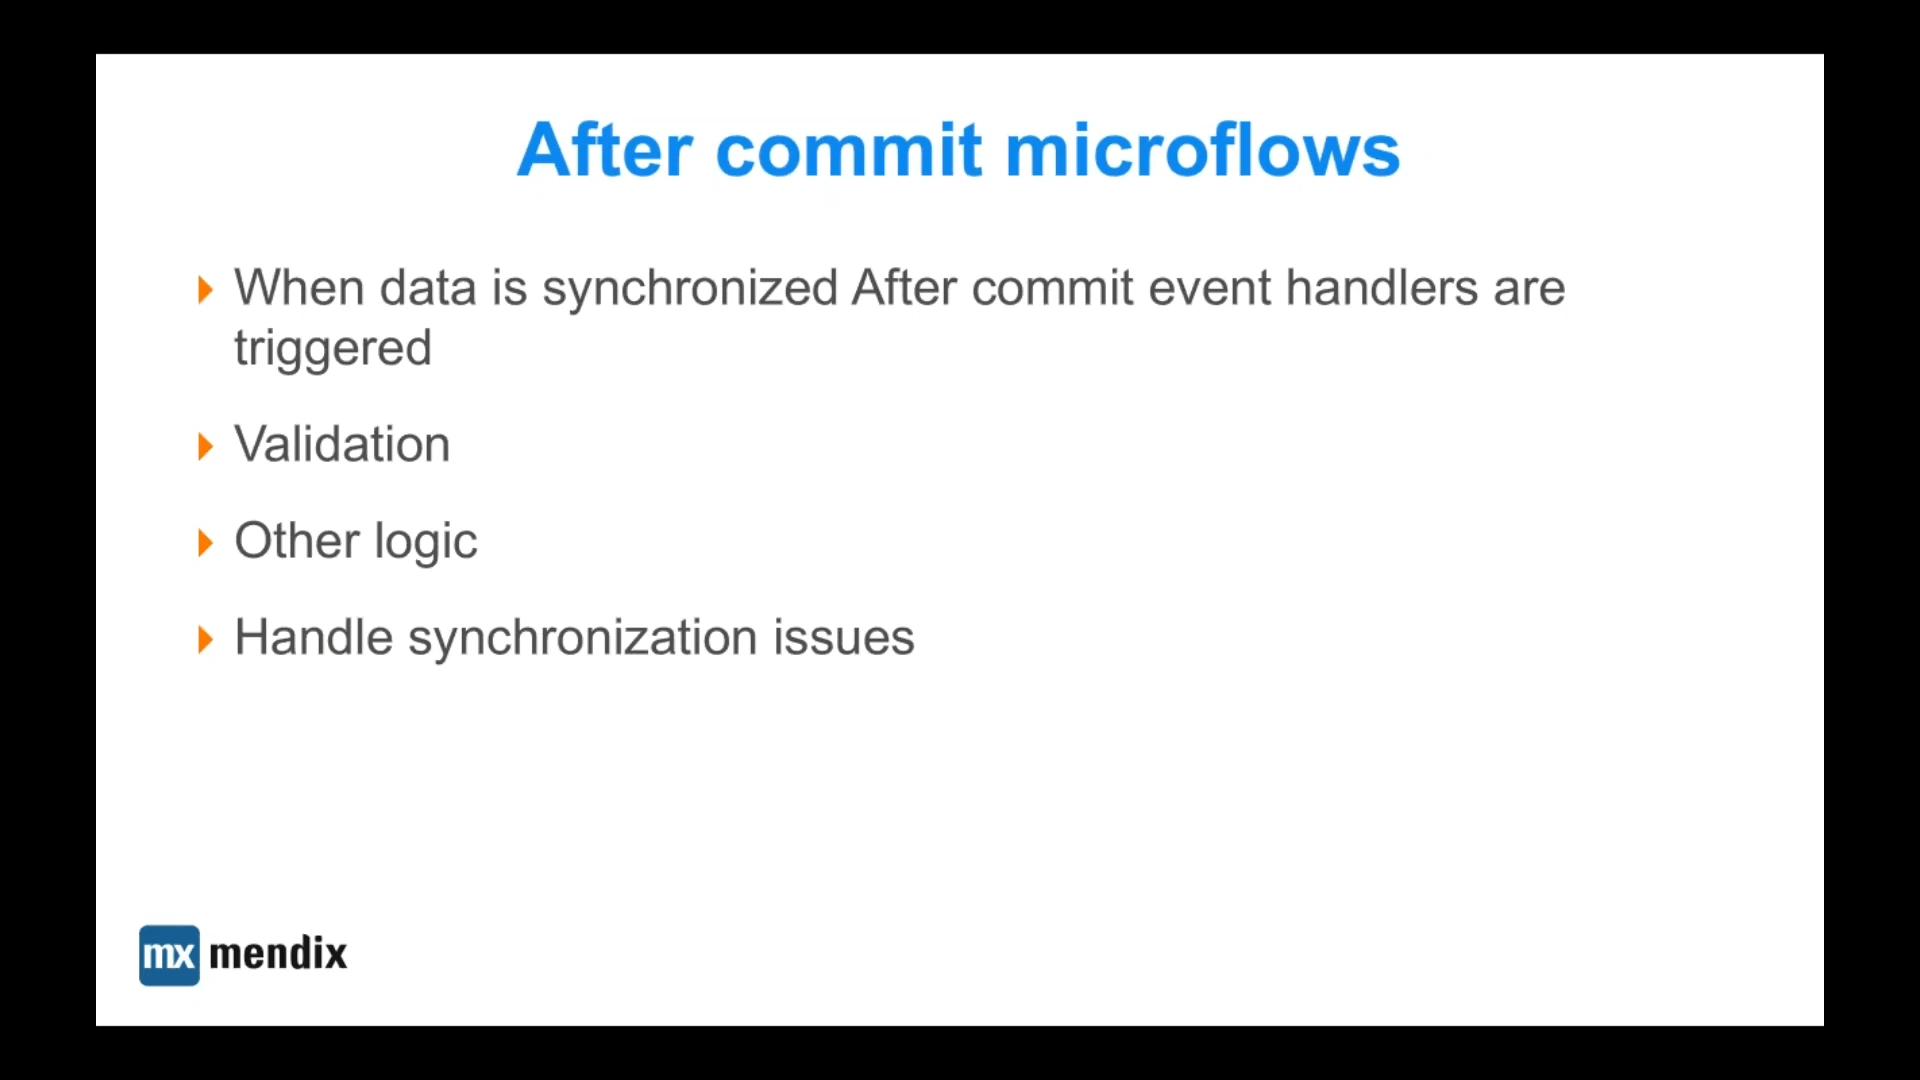 After commit microflows
When data is synchronized After commit event handlers are
triggered
Validation
Other logic
Handle synchronization issues
mx mendix